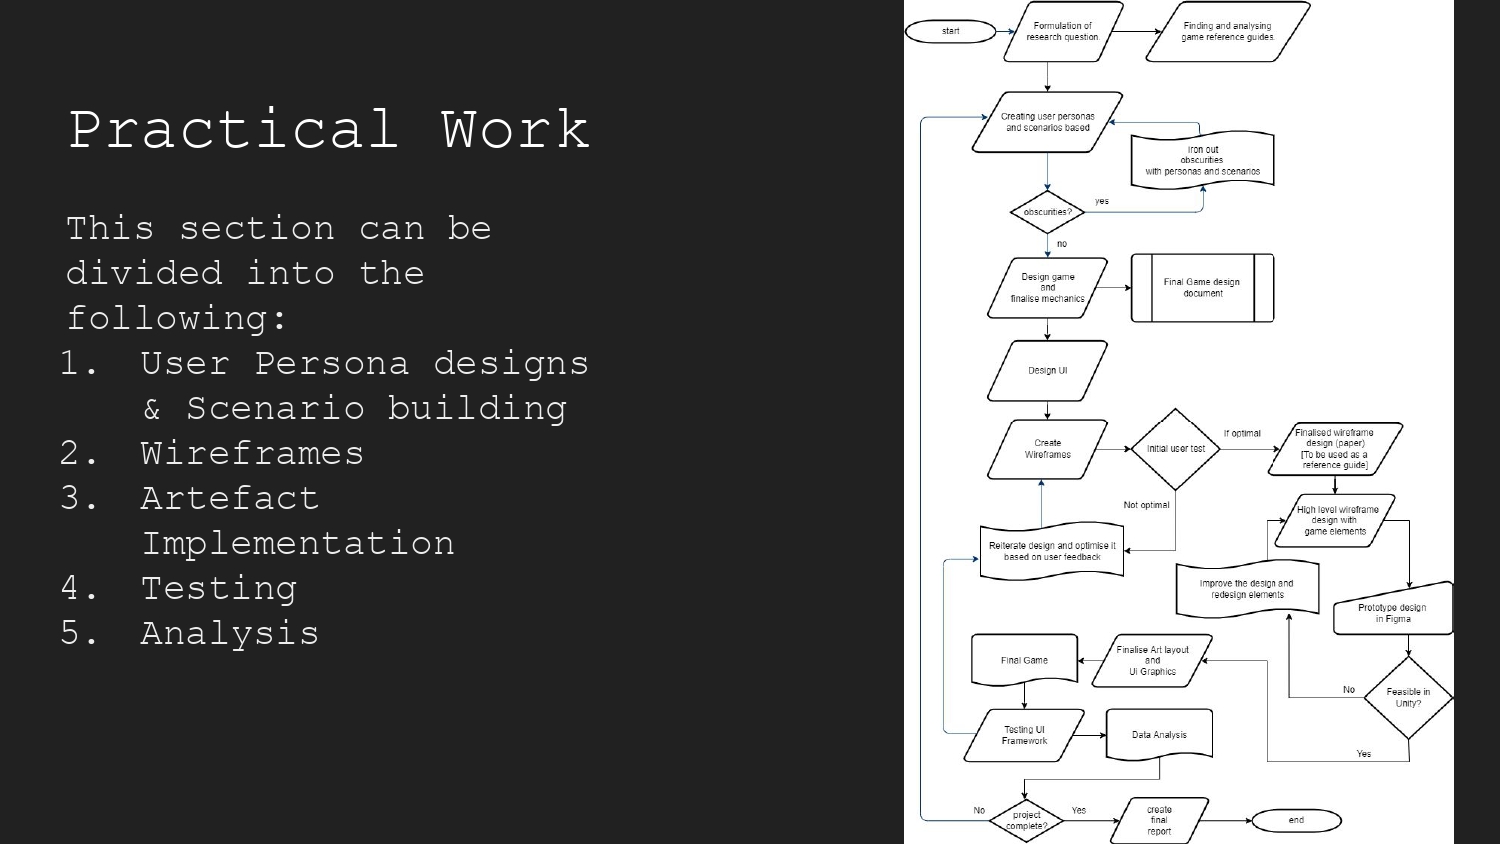 Practical Work
This section can be
divided into the
following:
1. User Persona designs
& Scenario building
2. Wireframes
3. Artefact
Implementation
4. Testing
5. Analysis
start
Formulation of
research question.
Finding and analysing
game reference guides.
Creating user personas
and scenarios based
Iron out
obscurities
with personas and scenarios
obscurities?
yes
no
Design game
and
finalise mechanics
Final Game design
document
Design UI
Create
Wireframes
Initial user test
If optimal
Finalised wireframe
design (paper)
[To be used as a
reference guide]
Not optimal
High level wireframe
design with
game elements
Reiterate design and optimise it
based on user feedback
Improve the design and
redesign elements
Prototype design
in Figma
Final Game
Finalise Art layout
and
Ui Graphics
No
Feasible in
Unity?
Yes
Testing UI
Framework
Data Analysis
No
project
complete?
Yes
create
final
report
end